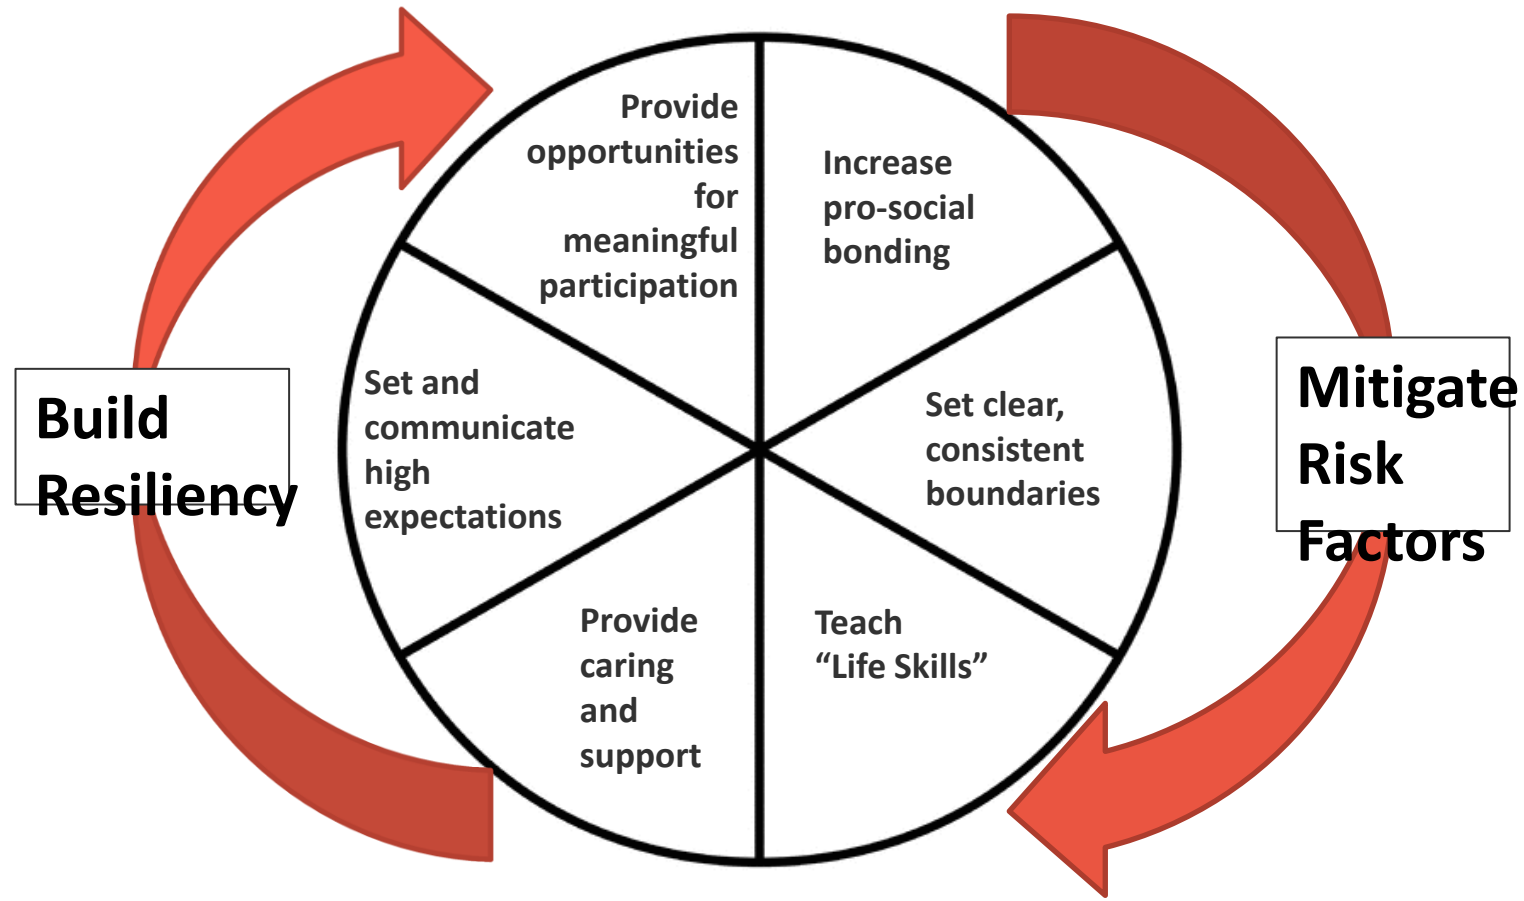 Provide
opportunities
for
meaningful
participation
Increase
pro-social
bonding
Set clear,
consistent
boundaries
Teach
“Life Skills”
Provide
caring
and
support
Set and
communicate
high
expectations
Build
Resiliency
Mitigate
Risk
Factors